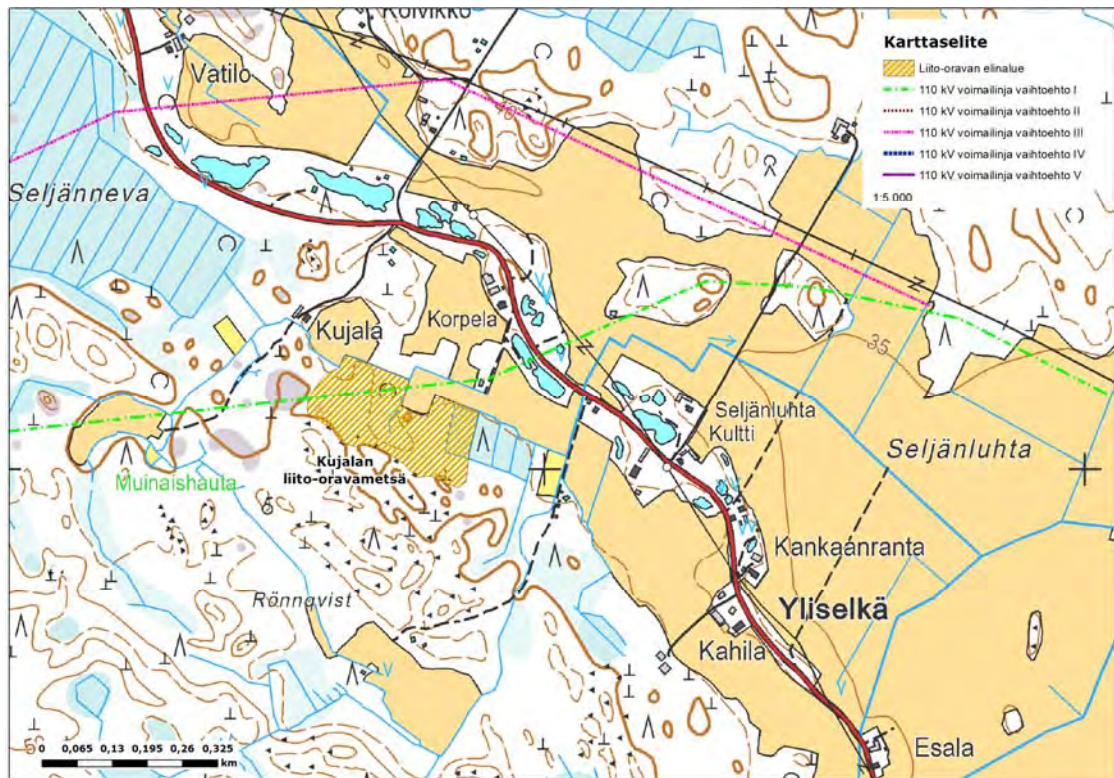 Koivikko
Vatilo
Karttaselite
Liito-oravan elinalue
110 kV voimailinja vaihtoehto I
110 kV voimailinja vaihtoehto II
110 kV voimailinja vaihtoehto III
110 kV voimailinja vaihtoehto IV
110 kV voimailinja vaihtoehto V
1:5 000
Seljänneva
Kujala
Korpela
35
Seljänluhta
Kultti
Seljänluhta
Kujalan
liito-oravametsä
Muinaishauta
Kankaanranta
Rönnqvist
Yliselkä
Kahila
Esala
0 0,065 0,13 0,195 0,26 0,325
km